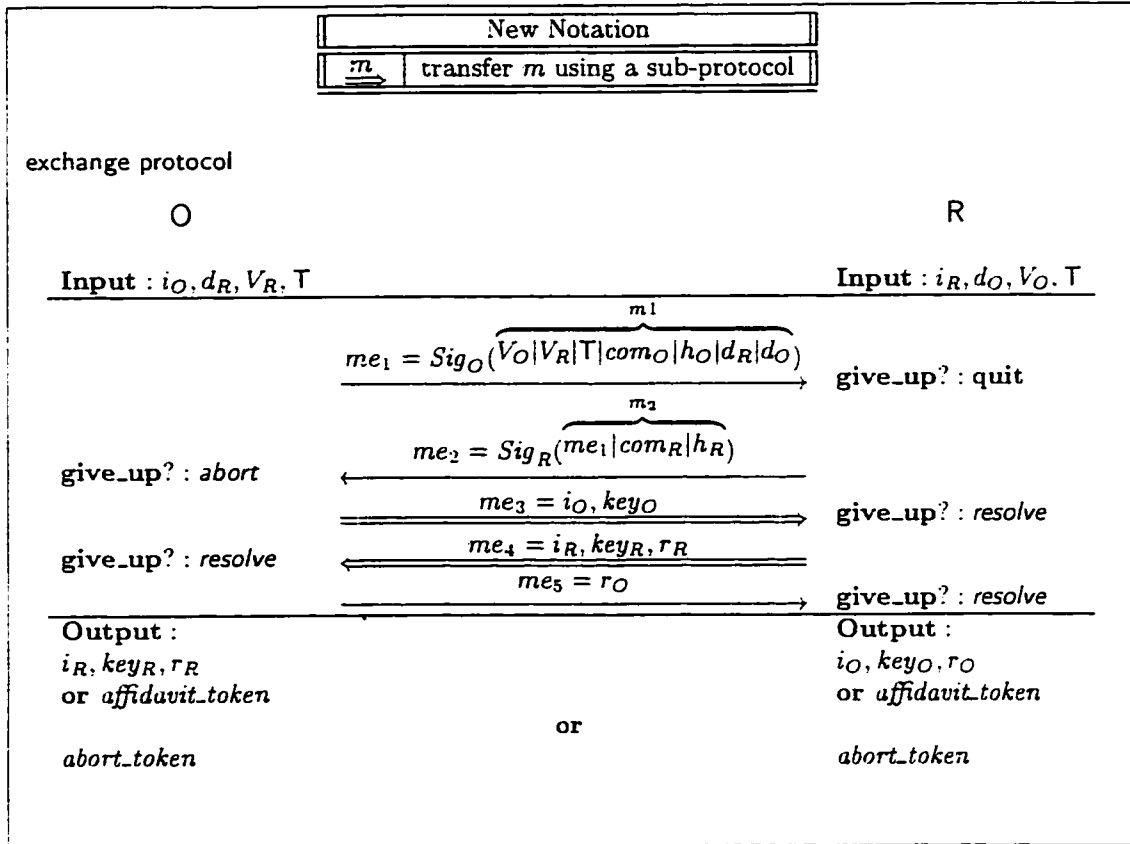 New Notation
:m ⟹ transfer m using a sub-protocol
exchange protocol
O R
Input : i_O, d_R, V_R, T Input : i_R, d_O, V_O. T
m1
me_1 = Sig_O(V_O|V_R|T|com_O|h_O|d_R|d_O)
give_up? : quit
m_2
me_2 = Sig_R(me_1|com_R|h_R)
give_up? : abort
me_3 = i_O, key_O
give_up? : resolve
me_4 = i_R, key_R, r_R
give_up? : resolve
me_5 = r_O
give_up? : resolve
Output : Output :
i_R, key_R, r_R i_O, key_O, r_O
or affidavit_token or affidavit_token
or
abort_token abort_token